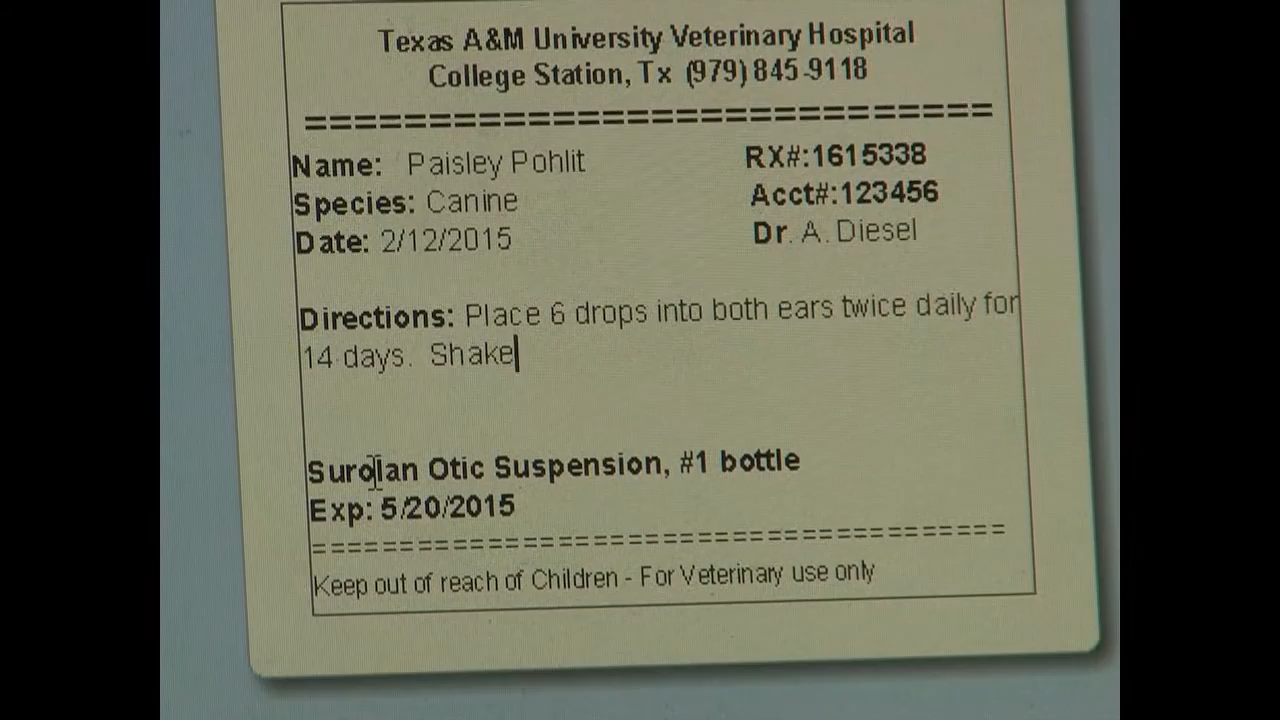 Texas A&M University Veterinary Hospital
College Station, Tx (979) 845-9118
========================================
Name: Paisley Pohlit RX#:1615338
Species: Canine Acct#:123456
Date: 2/12/2015 Dr. A. Diesel
Directions: Place 6 drops into both ears twice daily for
14 days. Shake
Surolan Otic Suspension, #1 bottle
Exp: 5/20/2015
========================================
Keep out of reach of Children - For Veterinary use only